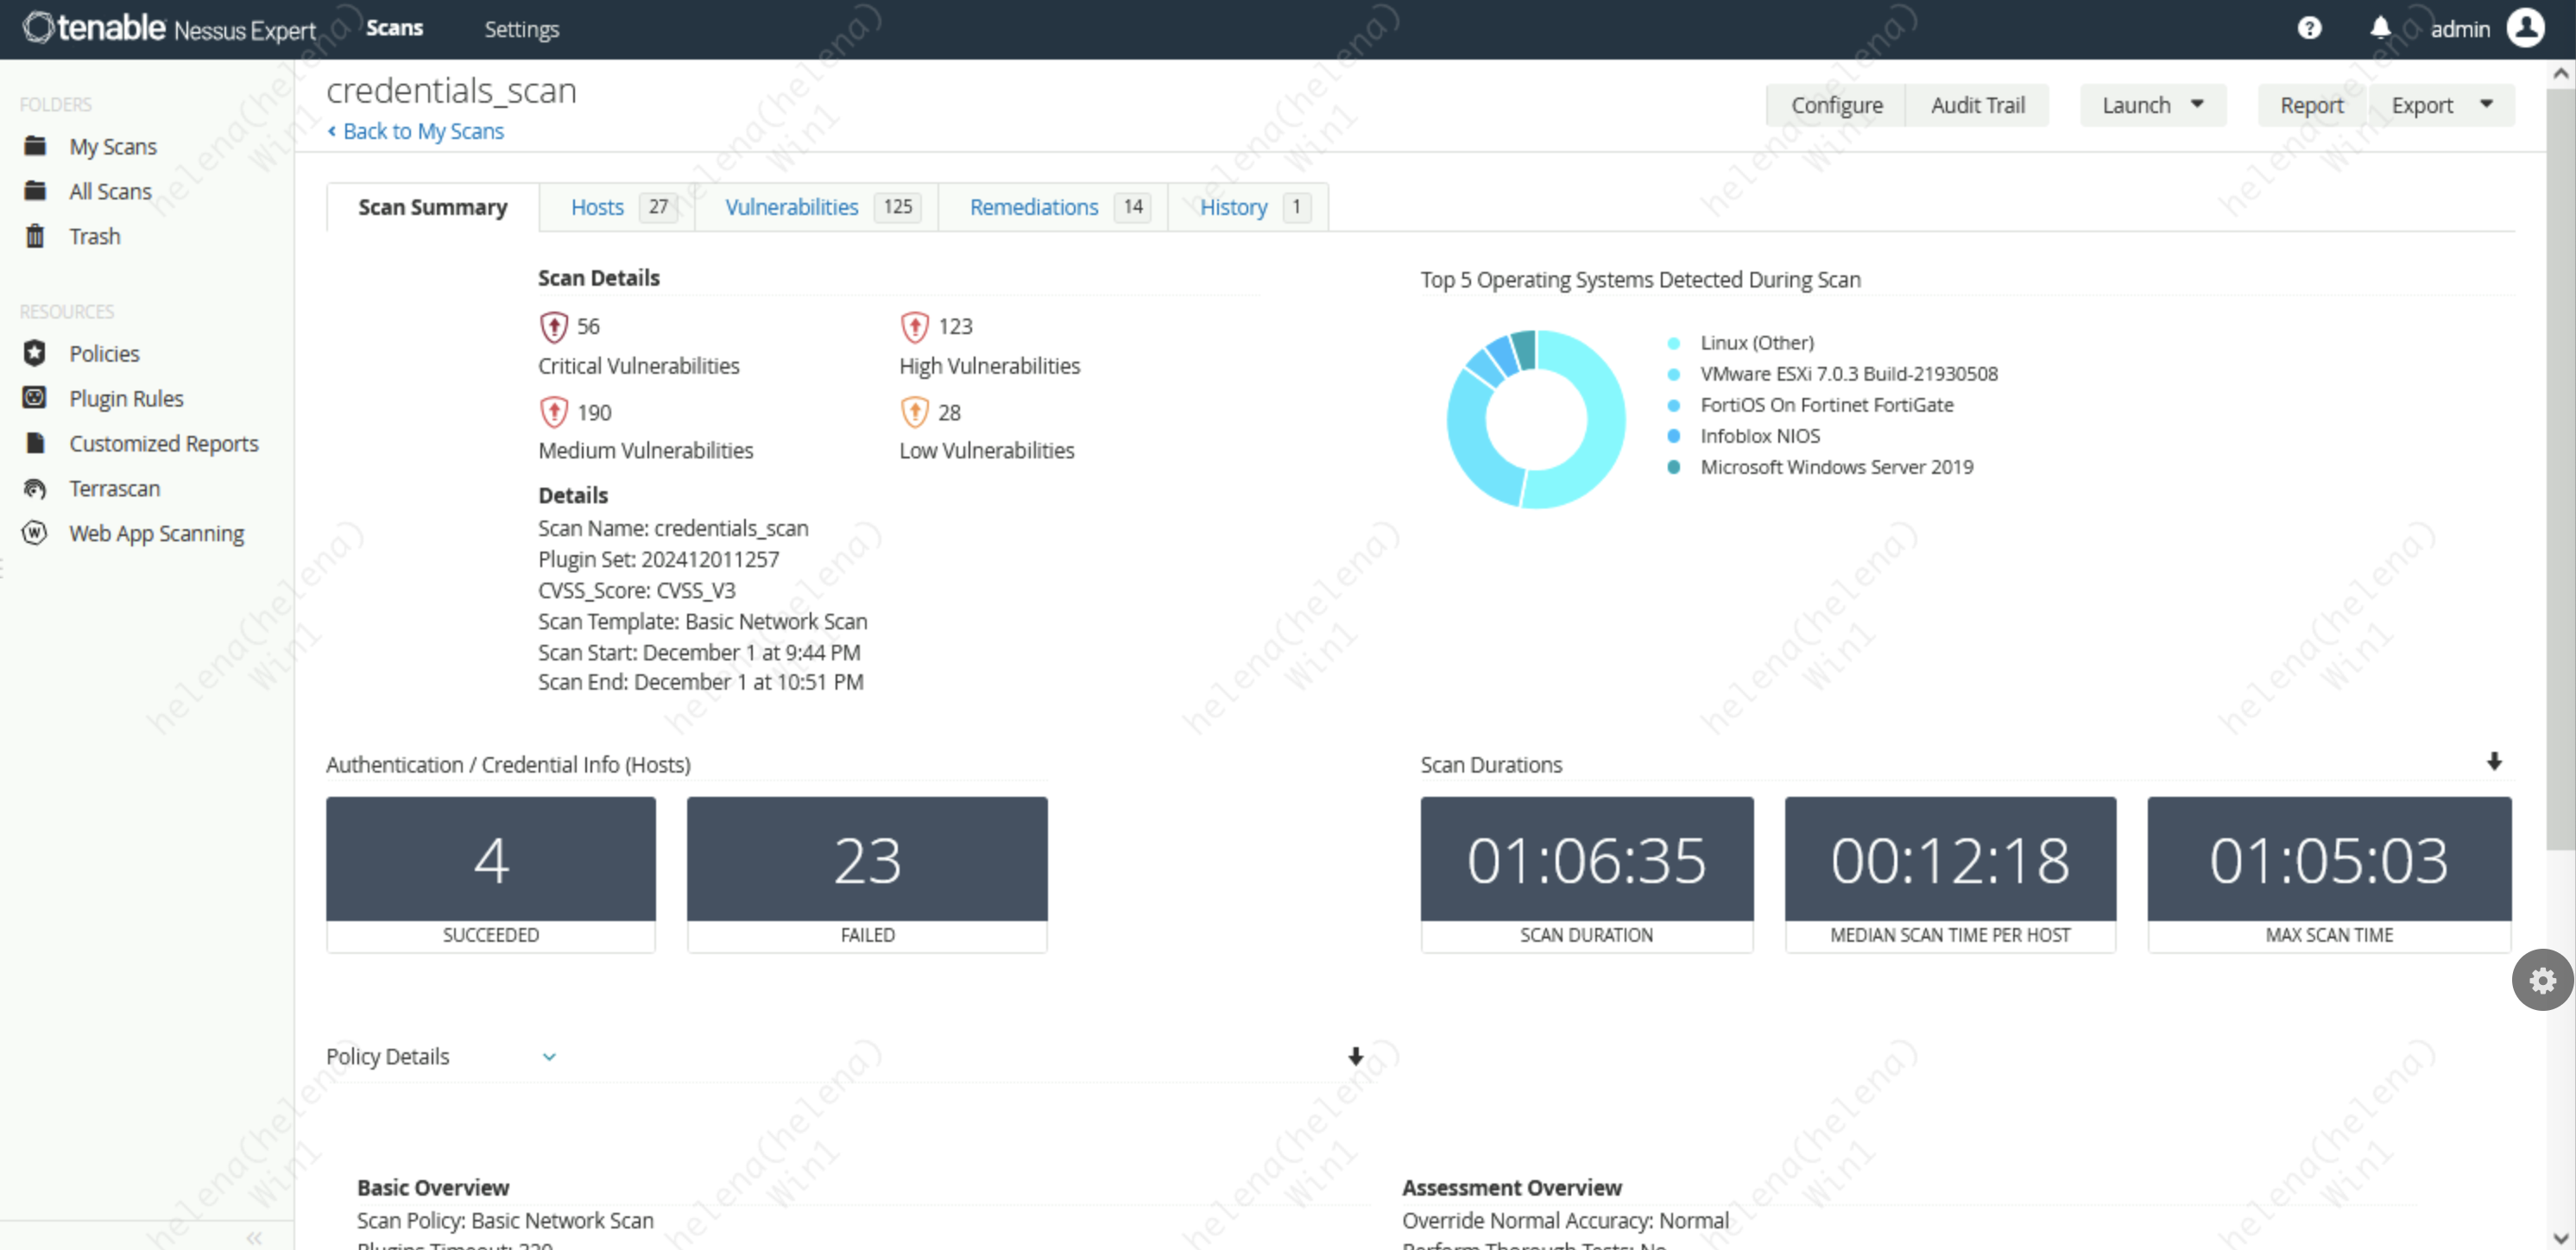 tenable Nessus Expert Scans Settings admin
FOLDERS
My Scans
All Scans
Trash
RESOURCES
Policies
Plugin Rules
Customized Reports
Terrascan
Web App Scanning
credentials_scan
Back to My Scans
Configure Audit Trail Launch Report Export
Scan Summary Hosts 27 Vulnerabilities 125 Remediations 14 History 1
Scan Details
56
Critical Vulnerabilities
123
High Vulnerabilities
190
Medium Vulnerabilities
28
Low Vulnerabilities
Details
Scan Name: credentials_scan
Plugin Set: 202412011257
CVSS_Score: CVSS_V3
Scan Template: Basic Network Scan
Scan Start: December 1 at 9:44 PM
Scan End: December 1 at 10:51 PM
Top 5 Operating Systems Detected During Scan
Linux (Other)
VMware ESXi 7.0.3 Build-21930508
FortiOS On Fortinet FortiGate
Infoblox NIOS
Microsoft Windows Server 2019
Authentication / Credential Info (Hosts)
4
SUCCEEDED
23
FAILED
Scan Durations
01:06:35
SCAN DURATION
00:12:18
MEDIAN SCAN TIME PER HOST
01:05:03
MAX SCAN TIME
Policy Details
Basic Overview
Scan Policy: Basic Network Scan
Plugins Timeout: 320
Assessment Overview
Override Normal Accuracy: Normal
Perform Thorough Tests: No
helena(helena)
Win1